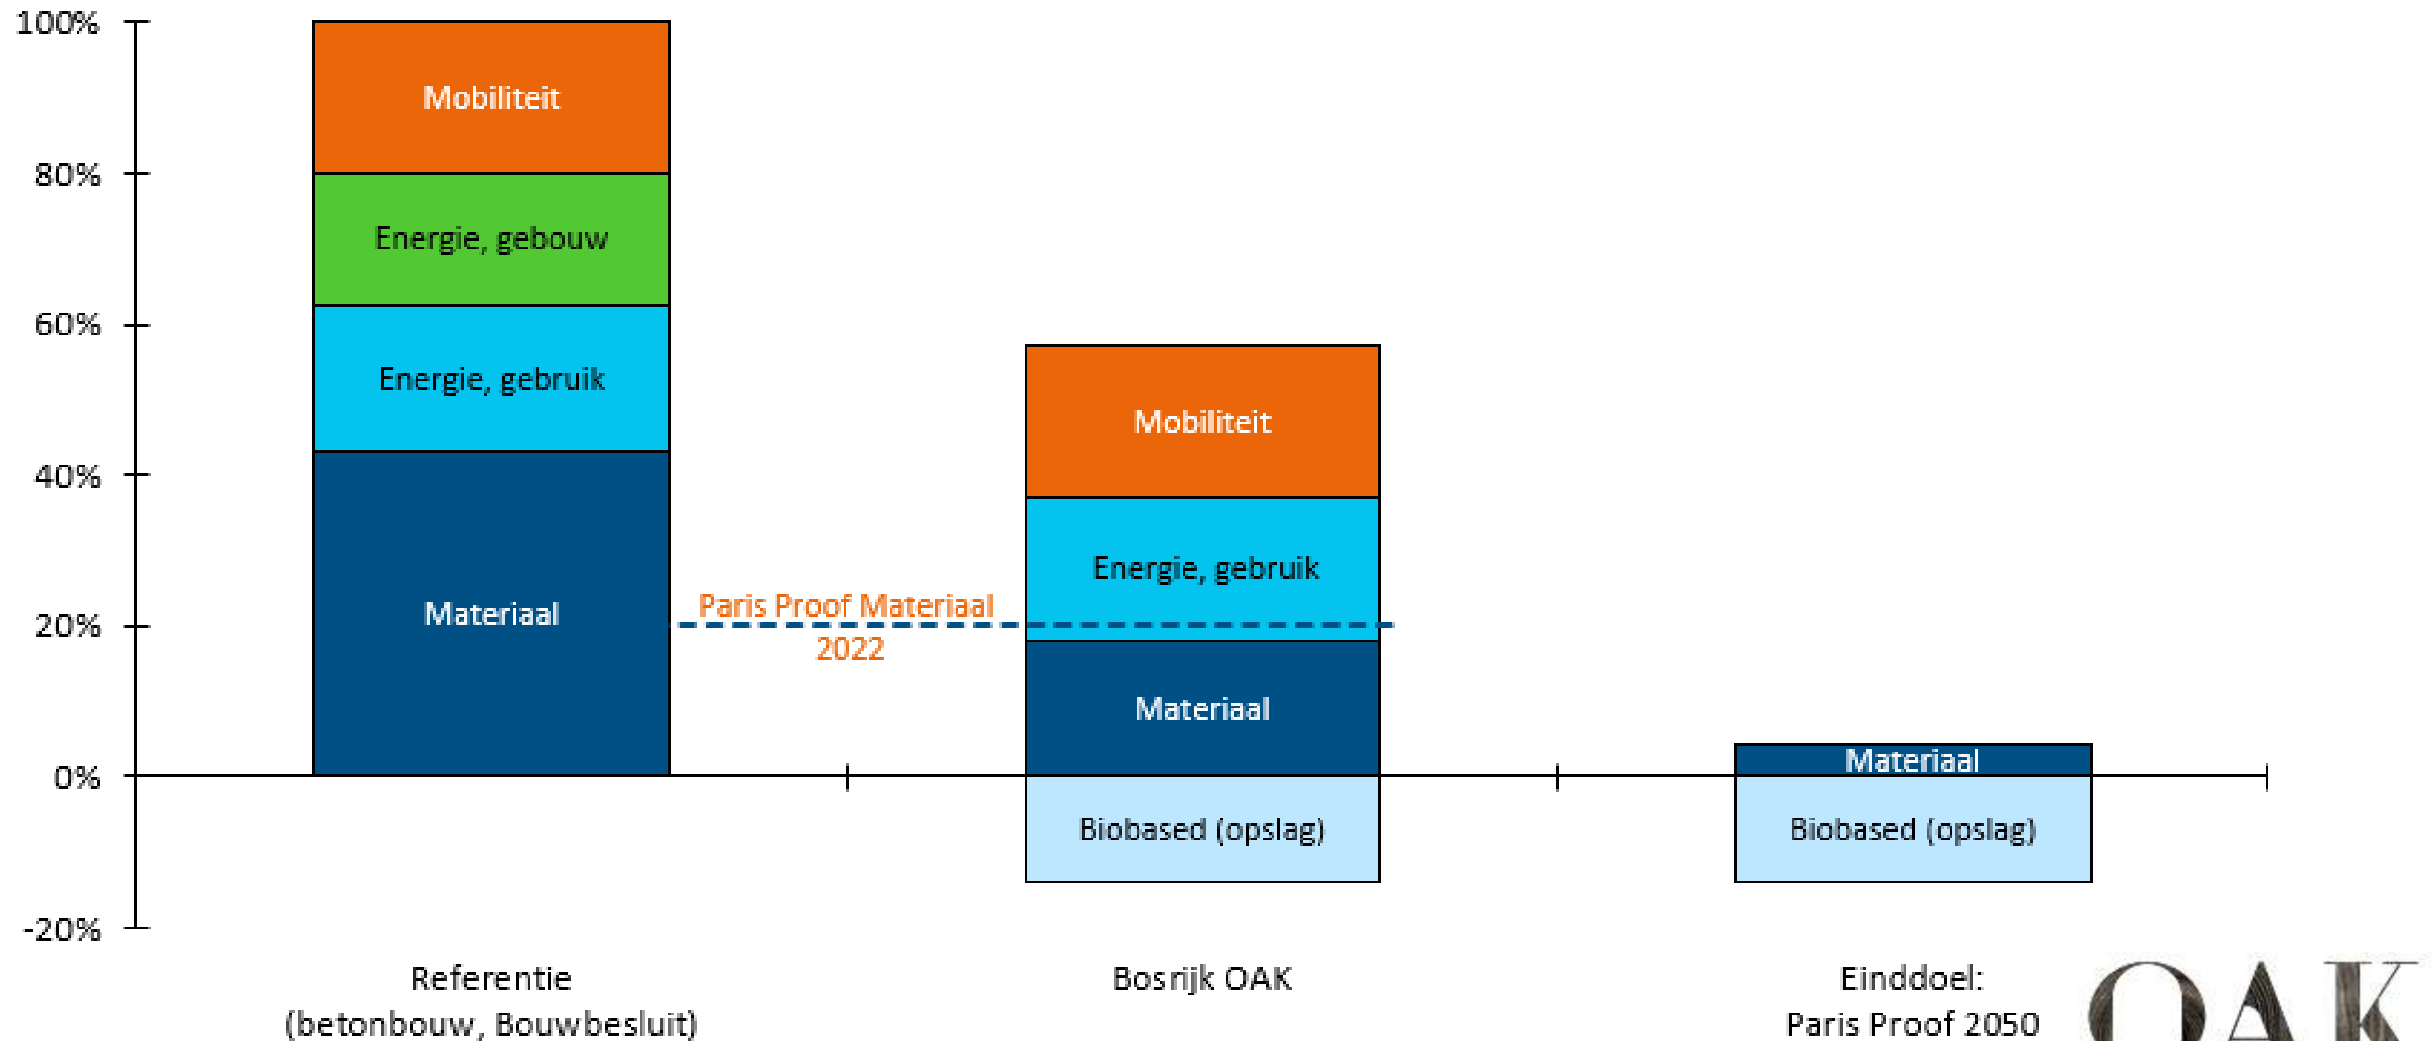 100%
80%
60%
40%
20%
0%
-20%
Mobiliteit
Energie, gebouw
Energie, gebruik
Materiaal
Paris Proof Materiaal
2022
Mobiliteit
Energie, gebruik
Materiaal
Biobased (opslag)
Materiaal
Biobased (opslag)
Referentie
(betonbouw, Bouwbesluit)
Bosrijk OAK
Einddoel:
Paris Proof 2050
OAK